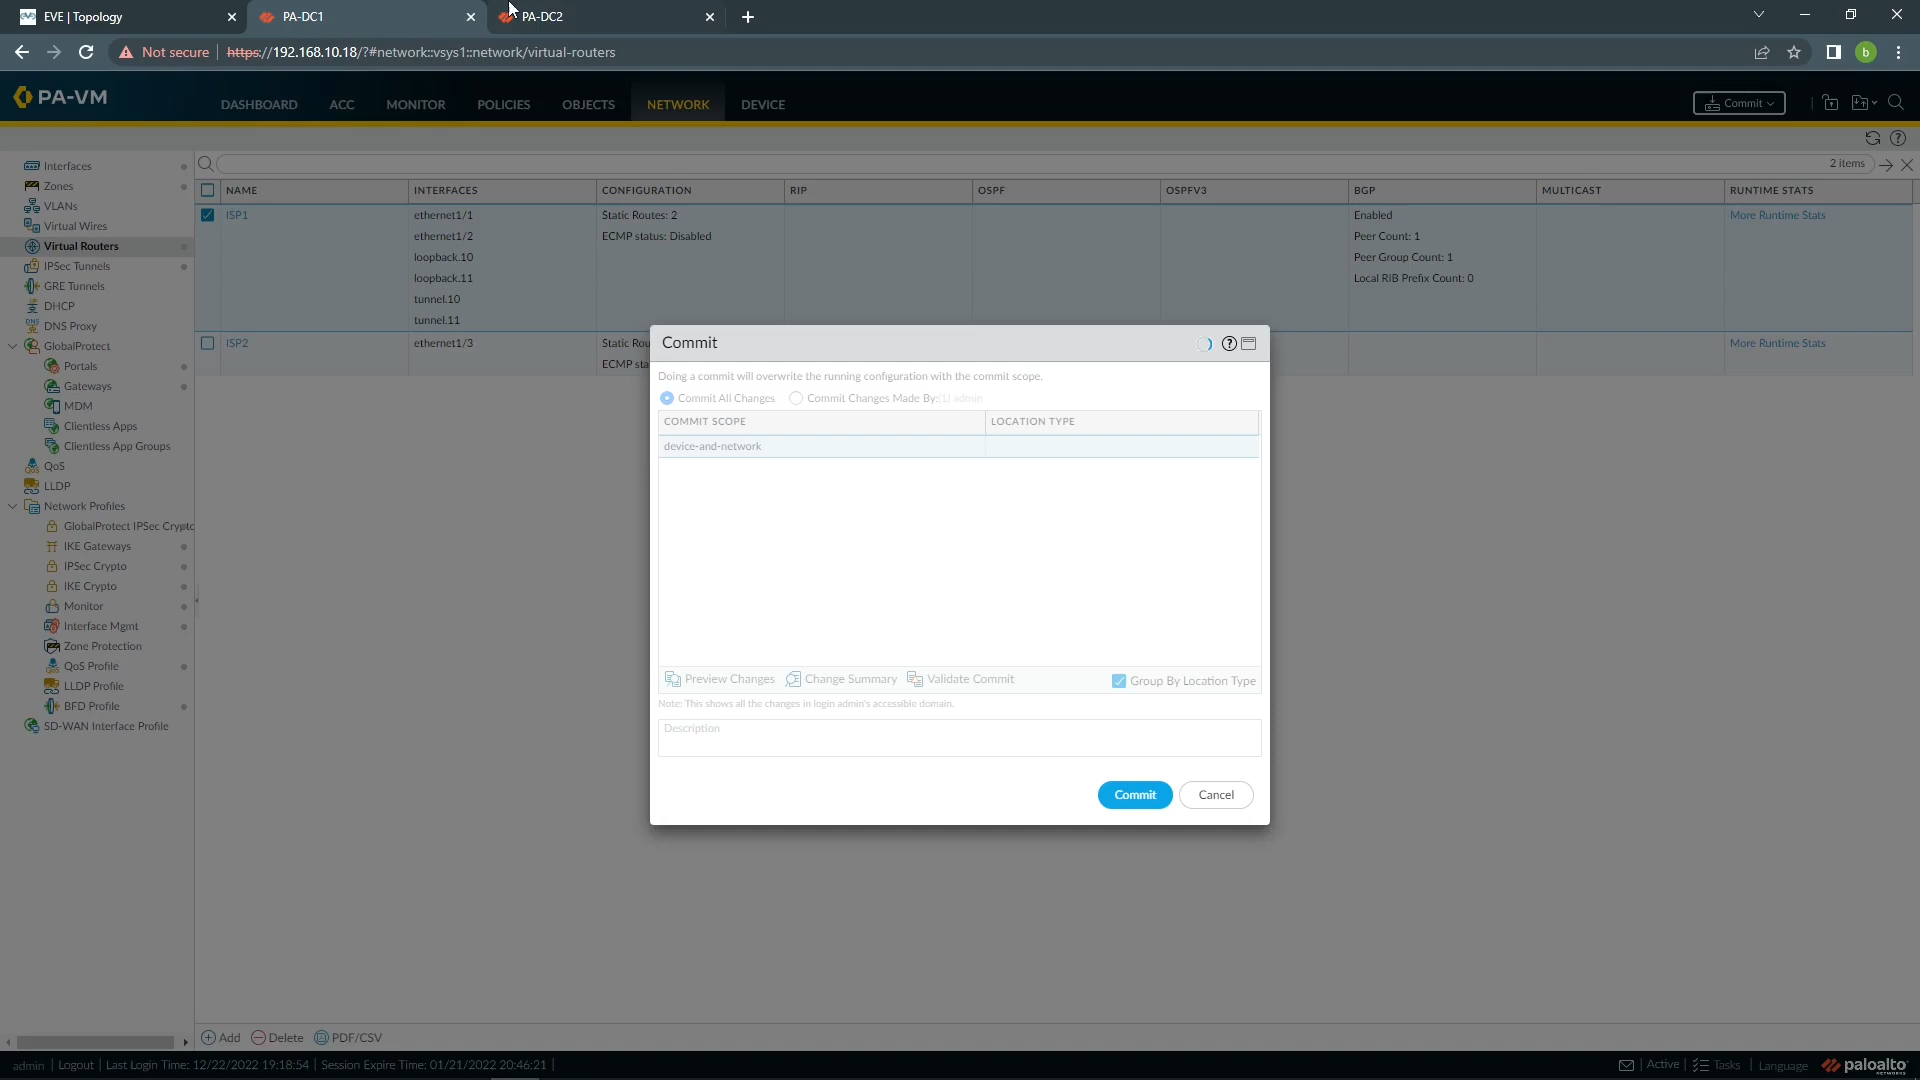 EVE | Topology
PA-DC1
PA-DC2
Not secure | https://192.168.10.18/?#network::vsys1::network/virtual-routers
b
PA-VM
DASHBOARD ACC MONITOR POLICIES OBJECTS NETWORK DEVICE
Commit
2 items
Interfaces
Zones
VLANs
Virtual Wires
Virtual Routers
IPSec Tunnels
GRE Tunnels
DHCP
DNS Proxy
GlobalProtect
Portals
Gateways
MDM
Clientless Apps
Clientless App Groups
QoS
LLDP
Network Profiles
GlobalProtect IPSec Crypto
IKE Gateways
IPSec Crypto
IKE Crypto
Monitor
Interface Mgmt
Zone Protection
QoS Profile
LLDP Profile
BFD Profile
SD-WAN Interface Profile
NAME INTERFACES CONFIGURATION RIP OSPF OSPFV3 BGP MULTICAST RUNTIME STATS
ISP1 ethernet1/1 Static Routes: 2 Enabled More Runtime Stats
ethernet1/2 ECMP status: Disabled Peer Count: 1
loopback.10 Peer Group Count: 1
loopback.11 Local RIB Prefix Count: 0
tunnel.10
tunnel.11
ISP2 ethernet1/3 Static Rou More Runtime Stats
ECMP sta
Commit
Doing a commit will overwrite the running configuration with the commit scope.
Commit All Changes Commit Changes Made By:(1) admin
COMMIT SCOPE LOCATION TYPE
device-and-network
Preview Changes Change Summary Validate Commit Group By Location Type
Note: This shows all the changes in login admin's accessible domain.
Description
Commit Cancel
Add Delete PDF/CSV
admin | Logout | Last Login Time: 12/22/2022 19:18:54 | Session Expire Time: 01/21/2022 20:46:21 |
| Active | Tasks | Language paloalto NETWORKS